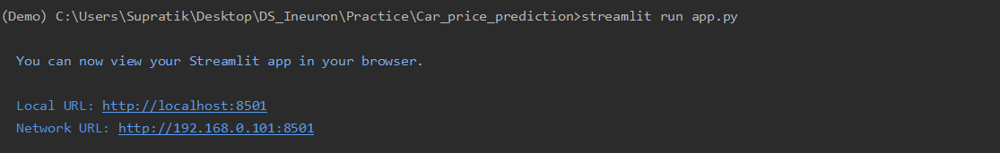 (Demo) C:\Users\Supratik\Desktop\DS_Ineuron\Practice\Car_price_prediction>streamlit run app.py
You can now view your Streamlit app in your browser.
Local URL: http://localhost:8501
Network URL: http://192.168.0.101:8501